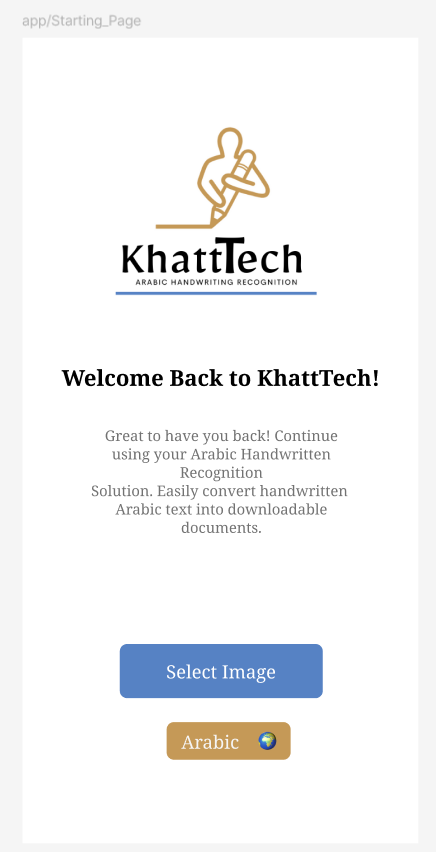 app/Starting_Page
KhattTech
ARABIC HANDWRITING RECOGNITION
Welcome Back to KhattTech!
Great to have you back! Continue
using your Arabic Handwritten
Recognition
Solution. Easily convert handwritten
Arabic text into downloadable
documents.
Select Image
Arabic